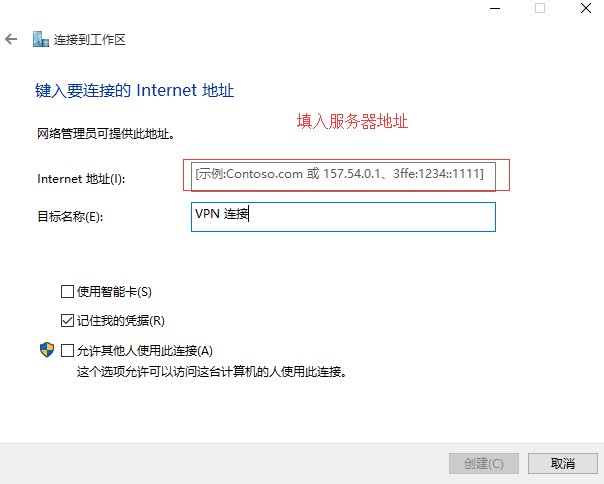 连接到工作区
键入要连接的 Internet 地址
填入服务器地址
网络管理员可提供此地址。
Internet 地址(I):
[示例:Contoso.com 或 157.54.0.1、3ffe:1234::1111]
目标名称(E):
VPN 连接
使用智能卡(S)
记住我的凭据(R)
允许其他人使用此连接(A)
这个选项允许可以访问这台计算机的人使用此连接。
创建(C)
取消